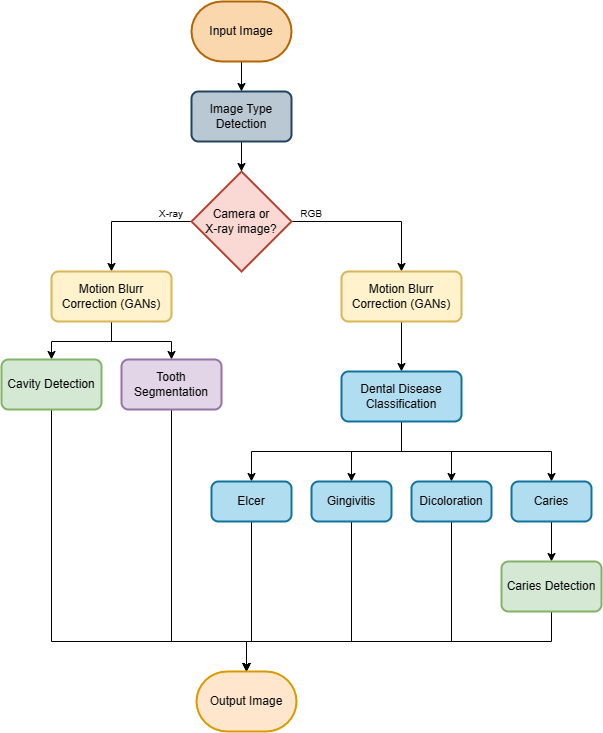 Input Image
Image Type
Detection
Camera or
X-ray image?
X-ray
RGB
Motion Blurr
Correction (GANs)
Motion Blurr
Correction (GANs)
Cavity Detection
Tooth
Segmentation
Dental Disease
Classification
Elcer
Gingivitis
Dicoloration
Caries
Caries Detection
Output Image